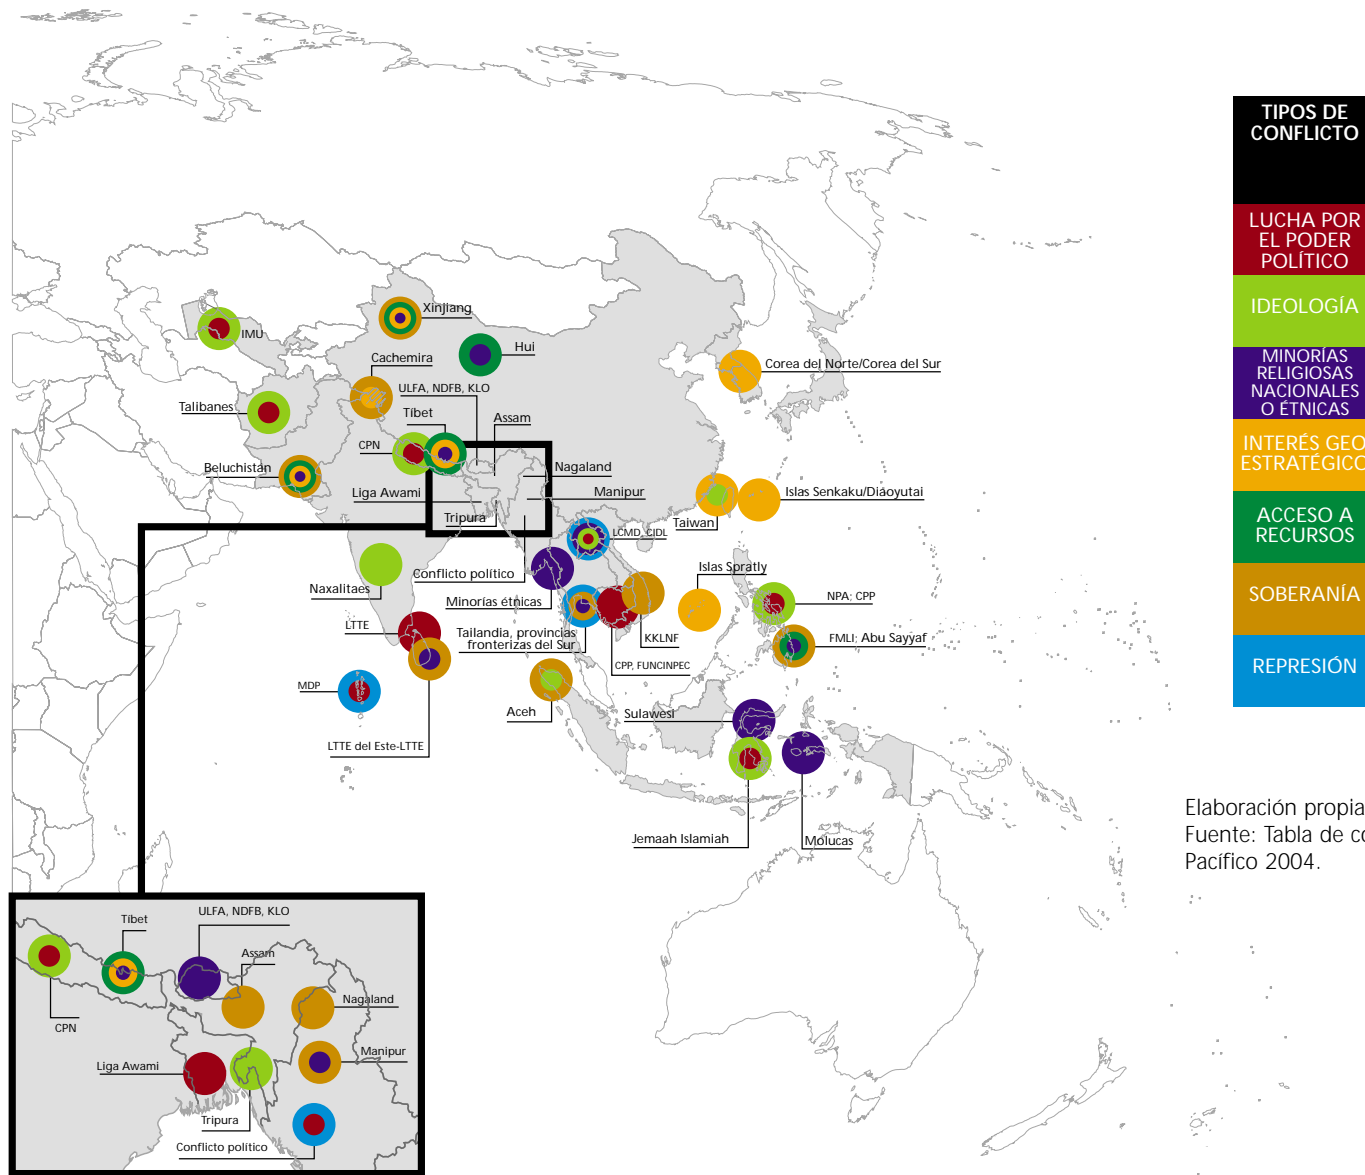 TIPOS DE
CONFLICTO
LUCHA POR
EL PODER
POLÍTICO
IDEOLOGÍA
MINORÍAS
RELIGIOSAS
NACIONALES
O ÉTNICAS
INTERÉS GEO
ESTRATÉGICO
ACCESO A
RECURSOS
SOBERANÍA
REPRESIÓN
Xinjiang
IMU
Hui
Cachemira
Corea del Norte/Corea del Sur
ULFA, NDFB, KLO
Talibanes
Tíbet
Assam
CPN
Beluchistán
Nagaland
Liga Awami
Manipur
Islas Senkaku/Diaoyutai
Tripura
Taiwan
LCMD, CIDL
Conflicto político
Islas Spratly
Naxalitaes
Minorías étnicas
NPA; CPP
LTTE
Tailandia, provincias
fronterizas del Sur
KKLNF
FMLI; Abu Sayyaf
CPP, FUNCINPEC
MDP
Aceh
Sulawesi
LTTE del Este-LTTE
Jemaah Islamiah
Molucas
Elaboración propia
Fuente: Tabla de co
Pacífico 2004.
Tíbet
ULFA, NDFB, KLO
Assam
Nagaland
CPN
Manipur
Liga Awami
Tripura
Conflicto político